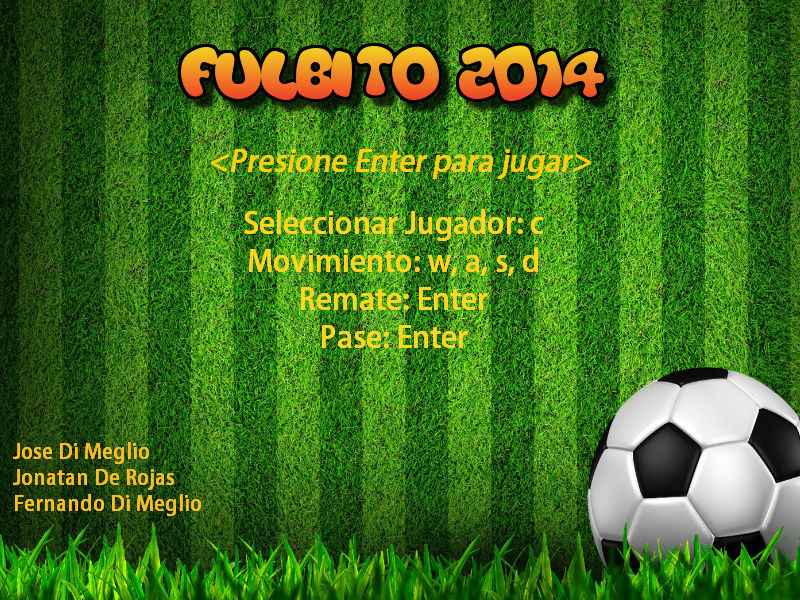 FULBITO 2014
<Presione Enter para jugar>
Seleccionar Jugador: c
Movimiento: w, a, s, d
Remate: Enter
Pase: Enter
Jose Di Meglio
Jonatan De Rojas
Fernando Di Meglio